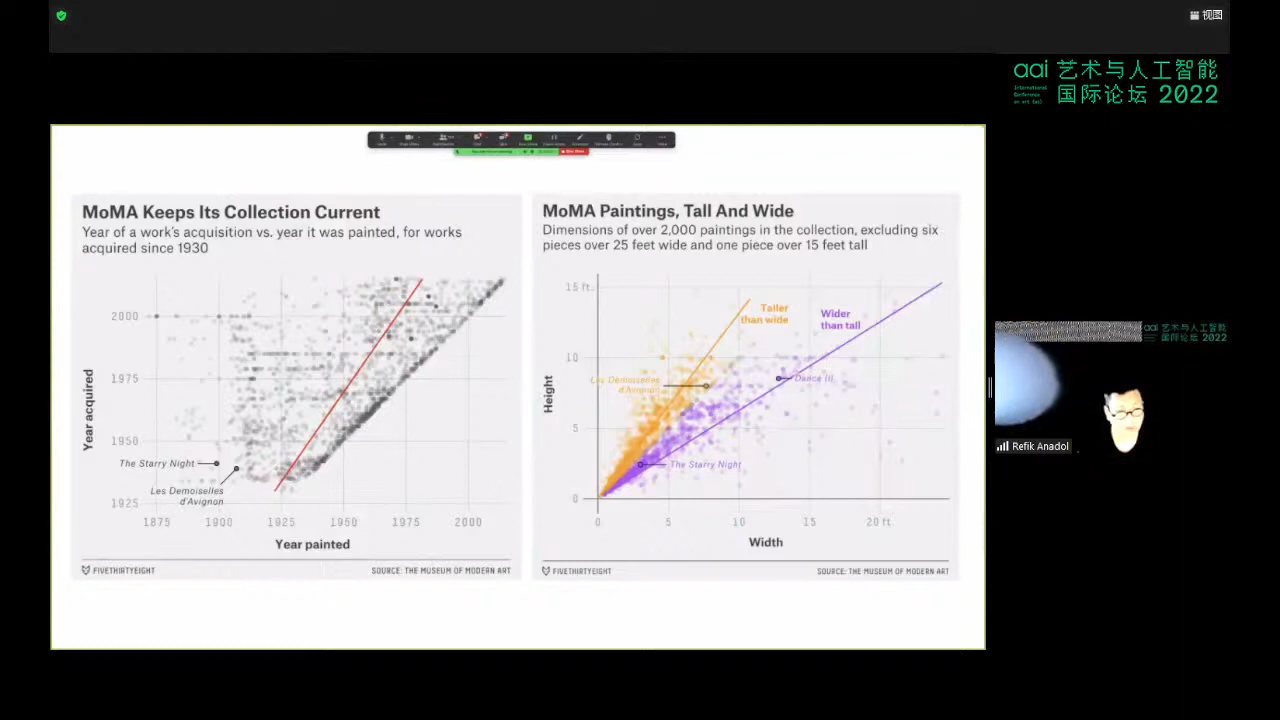 视图
aai 艺术与人工智能
国际论坛 2022
International
Conference
on art (ai)
MoMA Keeps Its Collection Current
Year of a work's acquisition vs. year it was painted, for works
acquired since 1930
2000
1975
1950
1925
Year acquired
The Starry Night
Les Demoiselles
d'Avignon
1875 1900 1925 1950 1975 2000
Year painted
FIVETHIRTYEIGHT SOURCE: THE MUSEUM OF MODERN ART
MoMA Paintings, Tall And Wide
Dimensions of over 2,000 paintings in the collection, excluding six
pieces over 25 feet wide and one piece over 15 feet tall
15 ft.
10
5
0
Height
Taller
than wide
Wider
than tall
Les Demoiselles
d'Avignon
Dance (I)
The Starry Night
0 5 10 15 20 ft
Width
FIVETHIRTYEIGHT SOURCE: THE MUSEUM OF MODERN ART
aai 艺术与人工智能
国际论坛 2022
Refik Anadol